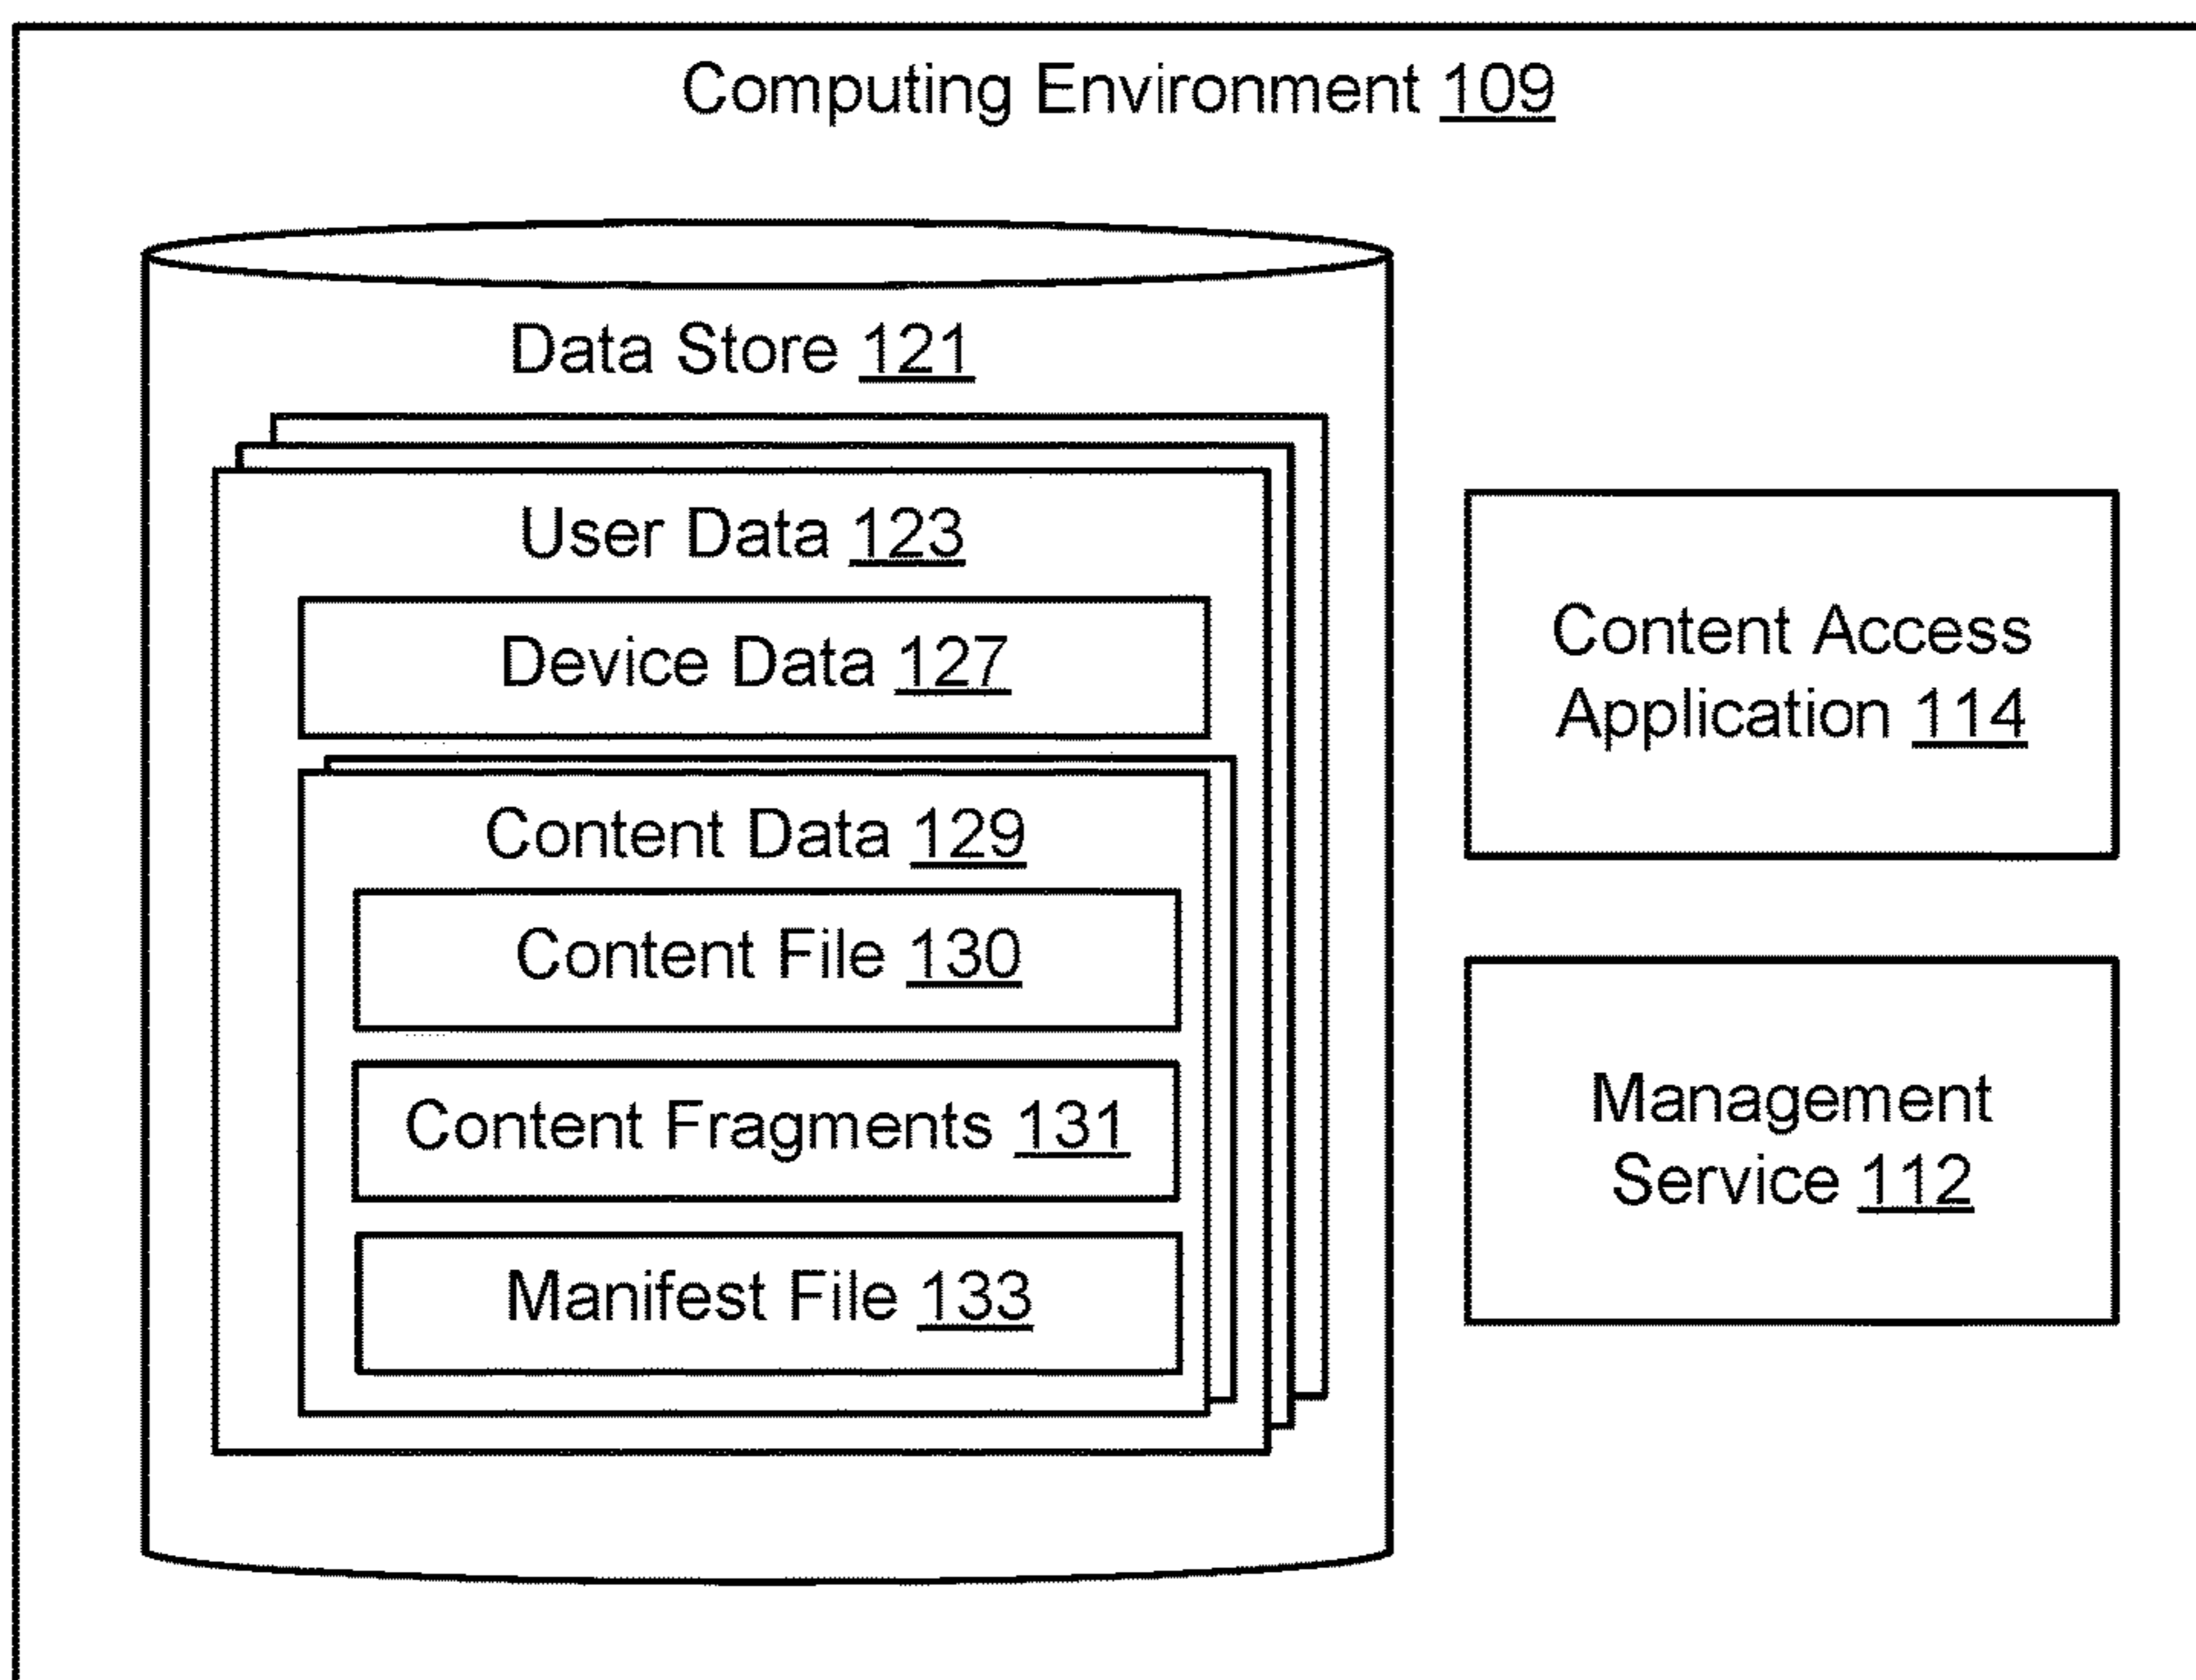 Computing Environment 109
Data Store 121
User Data 123
Device Data 127
Content Data 129
Content File 130
Content Fragments 131
Manifest File 133
Content Access
Application 114
Management
Service 112